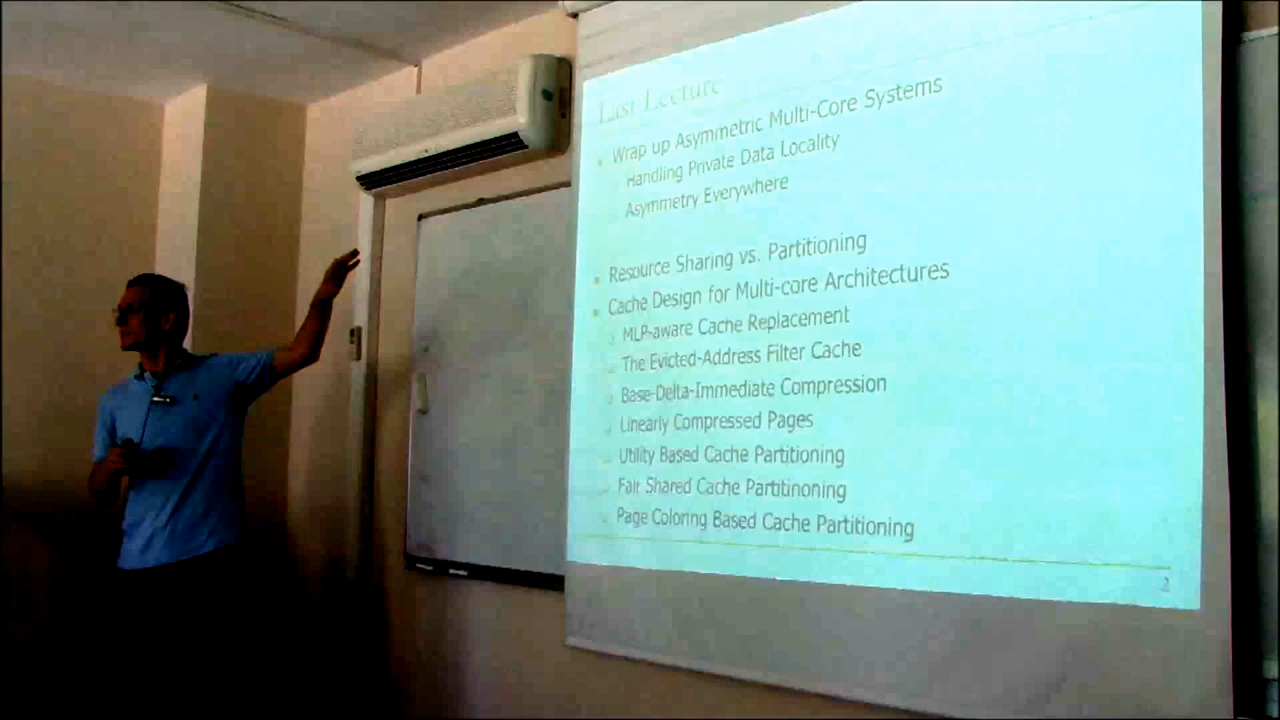 Last Lecture
Wrap up Asymmetric Multi-Core Systems
Handling Private Data Locality
Asymmetry Everywhere
Resource Sharing vs. Partitioning
Cache Design for Multi-core Architectures
MLP-aware Cache Replacement
The Evicted-Address Filter Cache
Base-Delta-Immediate Compression
Linearly Compressed Pages
Utility Based Cache Partitioning
Fair Shared Cache Partitinoning
Page Coloring Based Cache Partitioning
2